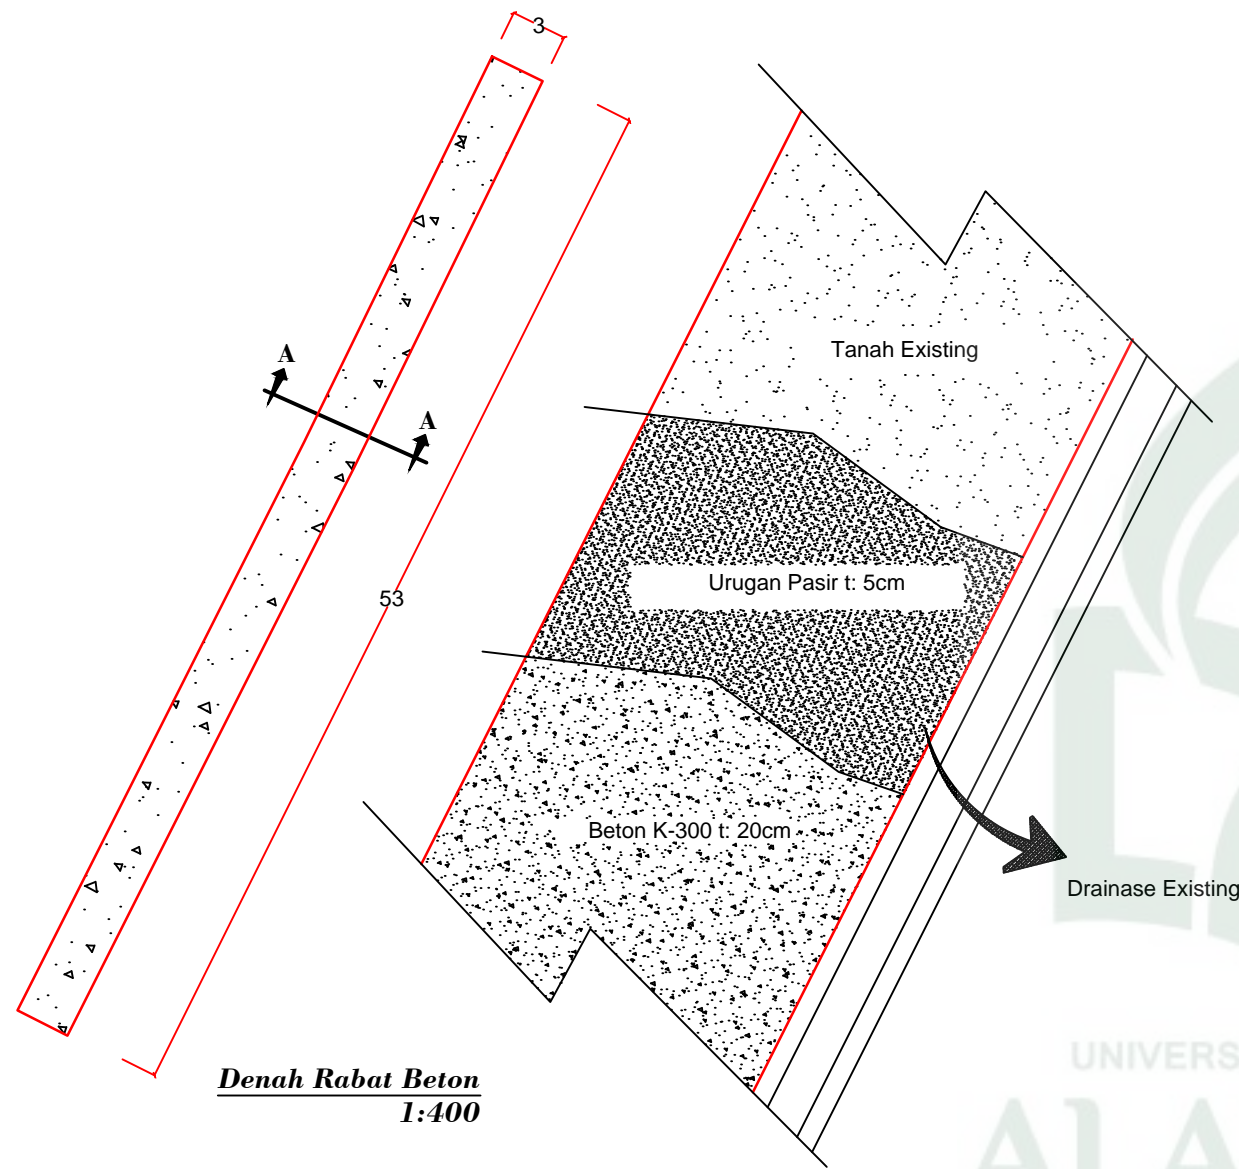 3
A
A
53
Tanah Existing
Urugan Pasir t: 5cm
Beton K-300 t: 20cm
Drainase Existing
Denah Rabat Beton
1:400
UNIVERS
ALA